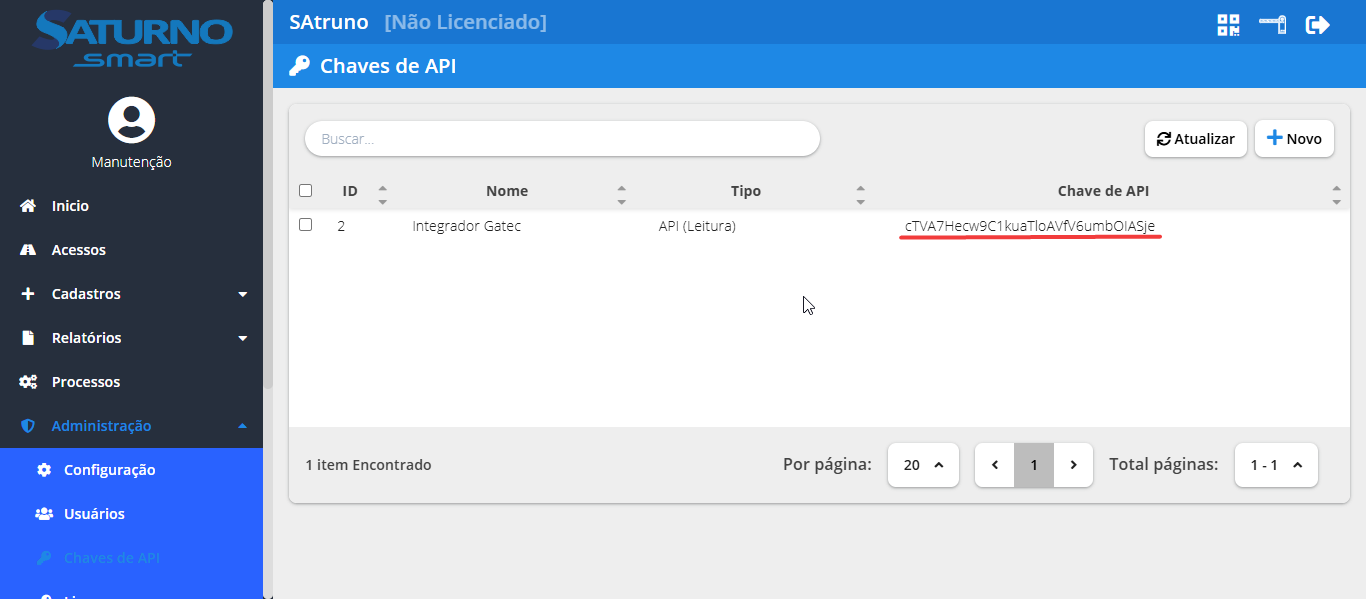 SATURNO
smart
Manutenção
Inicio
Acessos
Cadastros
Relatórios
Processos
Administração
Configuração
Usuários
Chaves de API
SAtruno [Não Licenciado]
Chaves de API
Buscar...
Atualizar
Novo
ID Nome Tipo Chave de API
2 Integrador Gatec API (Leitura) cTVA7Hecw9C1kuaTloAVfV6umbOIASje
1 item Encontrado
Por página: 20 1 Total páginas: 1 - 1